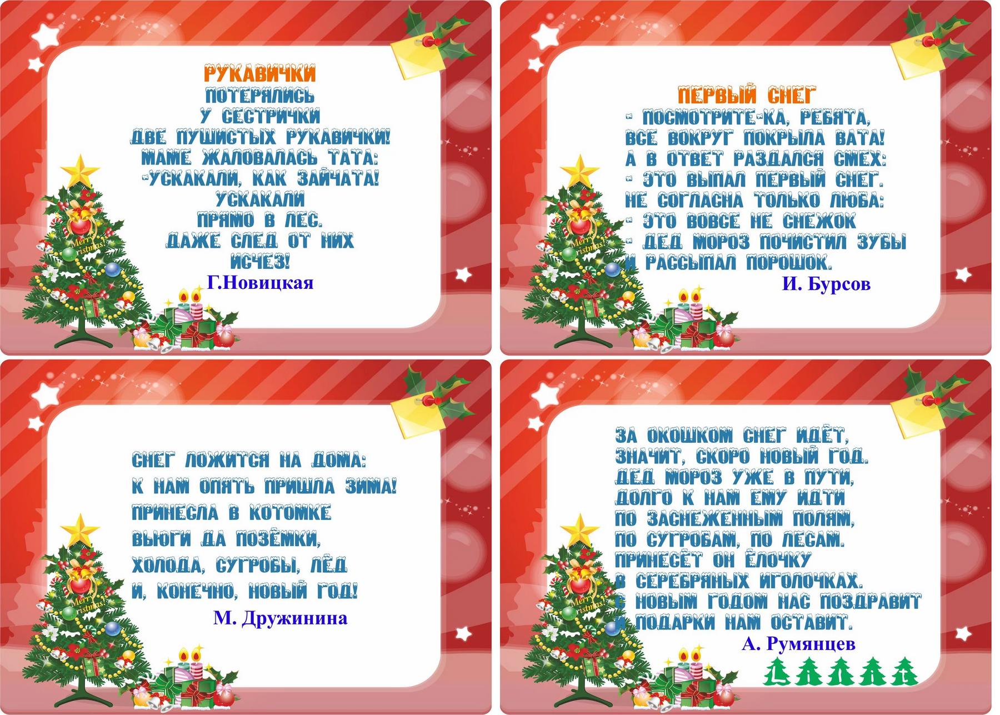 РУКАВИЧКИ
ПОТЕРЯЛИСЬ
У СЕСТРИЧКИ
ДВЕ ПУШИСТЫХ РУКАВИЧКИ!
МАМЕ ЖАЛОВАЛАСЬ ТАТА:
-УСКАКАЛИ, КАК ЗАЙЧАТА!
УСКАКАЛИ
ПРЯМО В ЛЕС.
ДАЖЕ СЛЕД ОТ НИХ
ИСЧЕЗ!
Г.Новицкая
Merry
ristmas!
ПЕРВЫЙ СНЕГ
- ПОСМОТРИТЕ-КА, РЕБЯТА,
ВСЕ ВОКРУГ ПОКРЫЛА ВАТА!
А В ОТВЕТ РАЗДАЛСЯ СМЕХ:
- ЭТО ВЫПАЛ ПЕРВЫЙ СНЕГ.
НЕ СОГЛАСНА ТОЛЬКО ЛЮБА:
- ЭТО ВОВСЕ НЕ СНЕЖОК
- ДЕД МОРОЗ ПОЧИСТИЛ ЗУБЫ
И РАССЫПАЛ ПОРОШОК.
И. Бурсов
Merry
ristmas!
СНЕГ ЛОЖИТСЯ НА ДОМА:
К НАМ ОПЯТЬ ПРИШЛА ЗИМА!
ПРИНЕСЛА В КОТОМКЕ
ВЬЮГИ ДА ПОЗЁМКИ,
ХОЛОДА, СУГРОБЫ, ЛЁД
И, КОНЕЧНО, НОВЫЙ ГОД!
М. Дружинина
Merry
ristmas!
ЗА ОКОШКОМ СНЕГ ИДЁТ,
ЗНАЧИТ, СКОРО НОВЫЙ ГОД.
ДЕД МОРОЗ УЖЕ В ПУТИ,
ДОЛГО К НАМ ЕМУ ИДТИ
ПО ЗАСНЕЖЕННЫМ ПОЛЯМ,
ПО СУГРОБАМ, ПО ЛЕСАМ.
ПРИНЕСЁТ ОН ЁЛОЧКУ
В СЕРЕБРЯНЫХ ИГОЛОЧКАХ.
С НОВЫМ ГОДОМ НАС ПОЗДРАВИТ
И ПОДАРКИ НАМ ОСТАВИТ.
А. Румянцев
Merry
ristmas!
Lilit